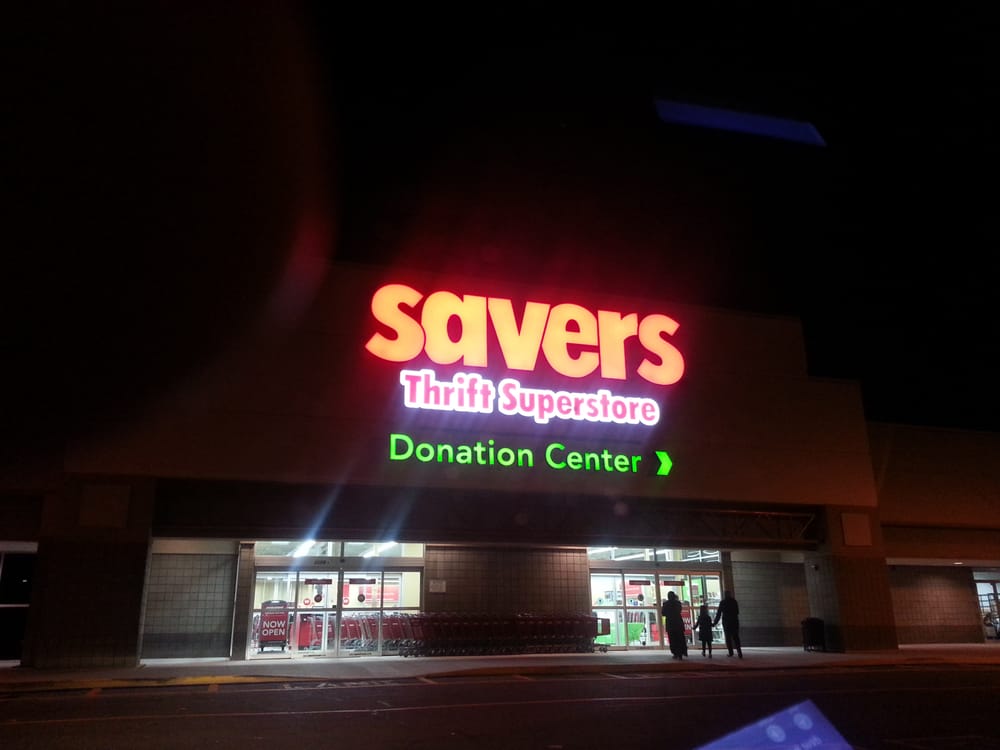 savers
Thrift Superstore
Donation Center
NOW
OPEN